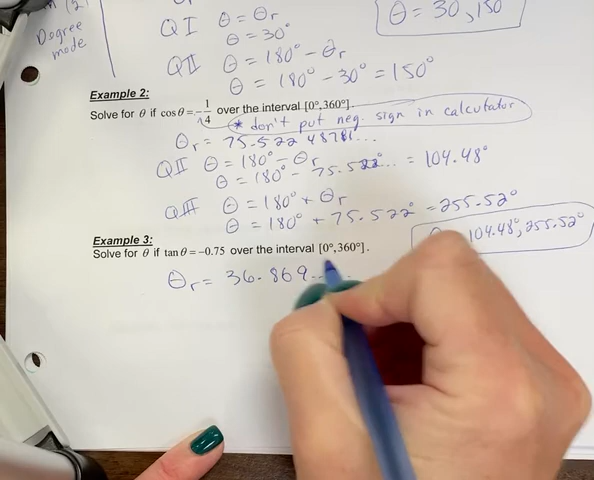 Degree
mode
QI θ = θr
θ = 30°
QII θ = 180° - θr
θ = 180° - 30° = 150°
θ = 30°, 150°
Example 2:
Solve for θ if cos θ = -1/4 over the interval [0°,360°].
* don't put neg. sign in calculator
θr = 75.522 48781...
QII θ = 180° - θr
θ = 180° - 75.522°... = 104.48°
QIII θ = 180° + θr
θ = 180° + 75.522° = 255.52°
104.48°, 255.52°
Example 3:
Solve for θ if tan θ = -0.75 over the interval [0°,360°].
θr = 36.869...